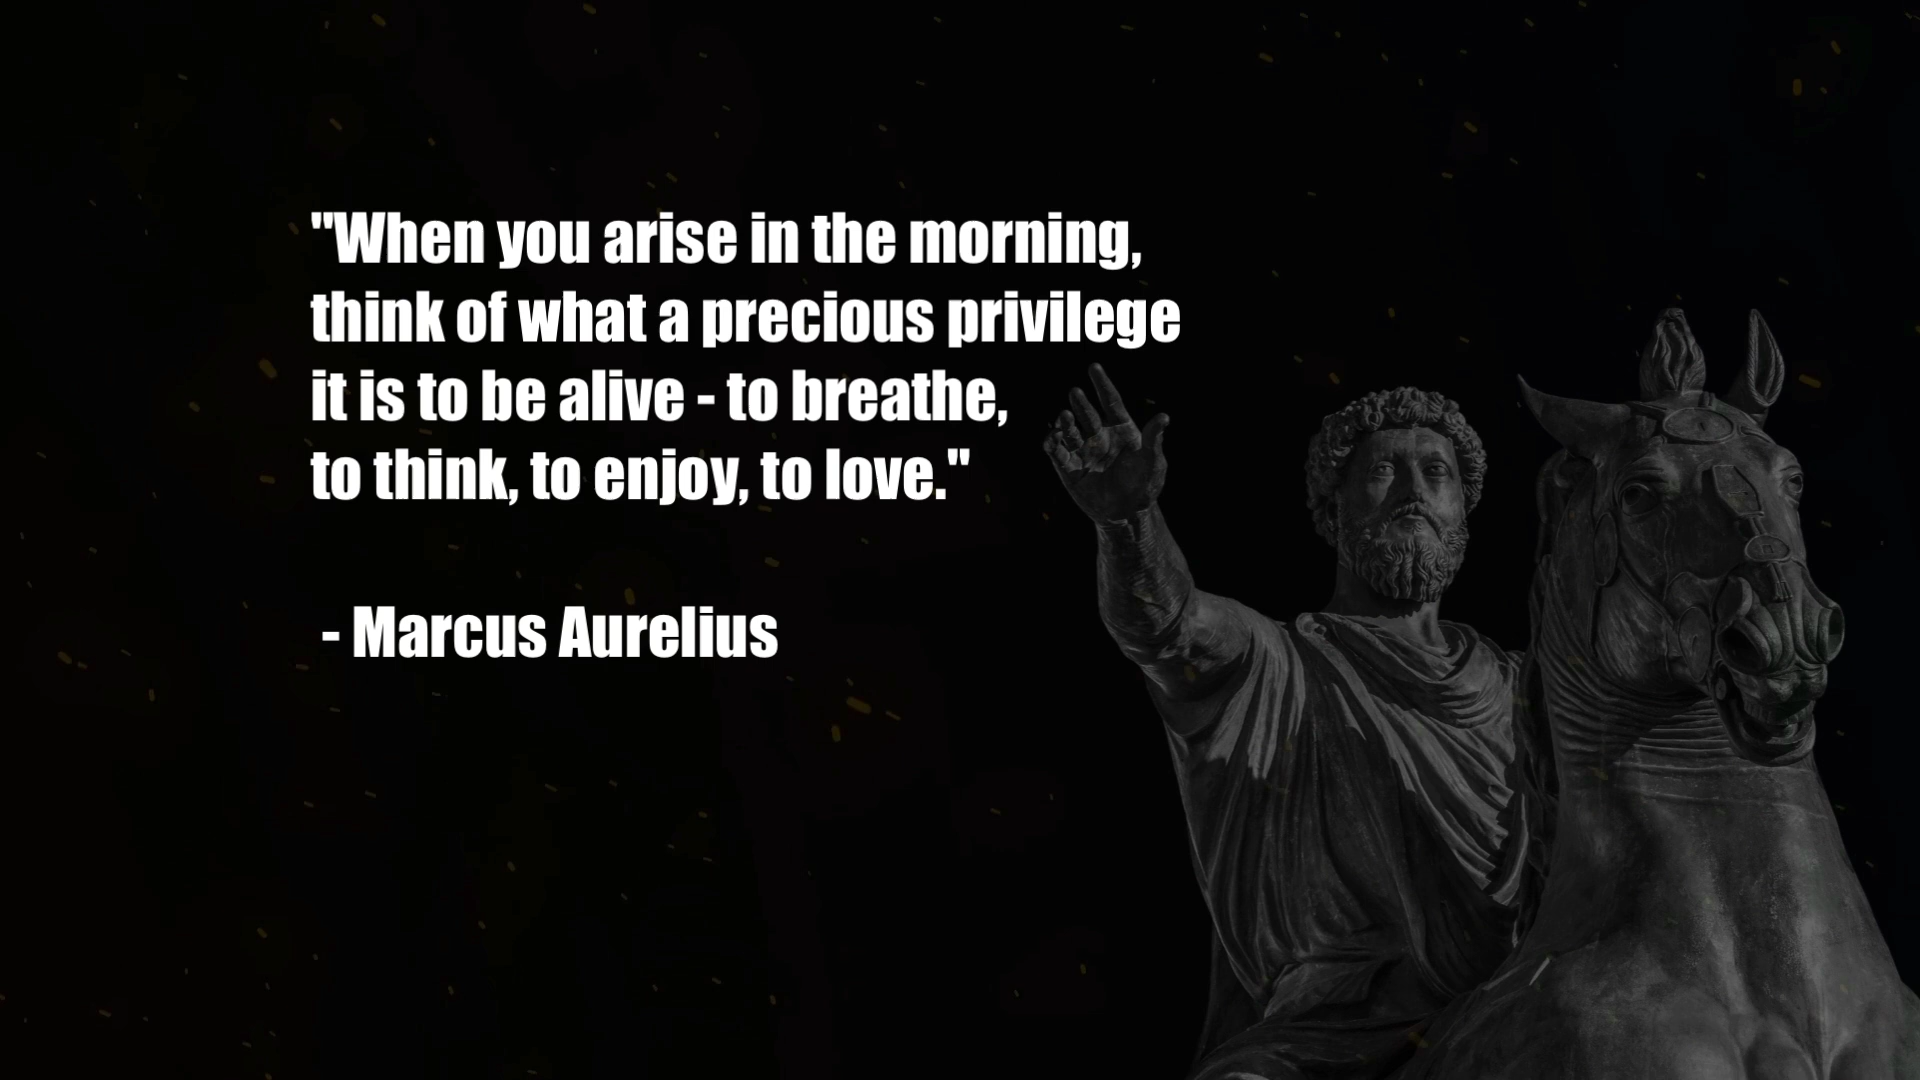 "When you arise in the morning,
think of what a precious privilege
it is to be alive - to breathe,
to think, to enjoy, to love."
- Marcus Aurelius